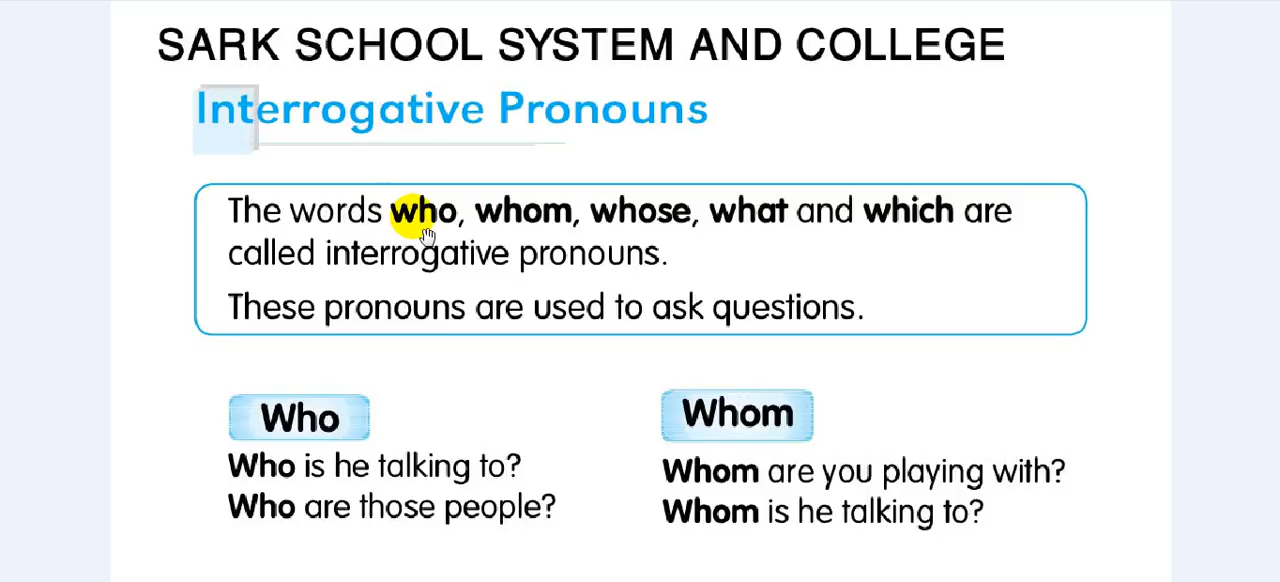 SARK SCHOOL SYSTEM AND COLLEGE
Interrogative Pronouns
The words who, whom, whose, what and which are
called interrogative pronouns.
These pronouns are used to ask questions.
Who
Who is he talking to?
Who are those people?
Whom
Whom are you playing with?
Whom is he talking to?